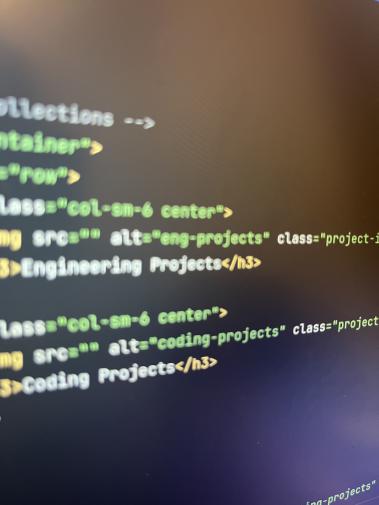 ollections -->
ntainer">
="row">
lass="col-sm-6 center">
mg src="" alt="eng-projects" class="project-i
3>Engineering Projects</h3>
lass="col-sm-6 center">
mg src="" alt="coding-projects" class="project
3>Coding Projects</h3>
ing-projects"